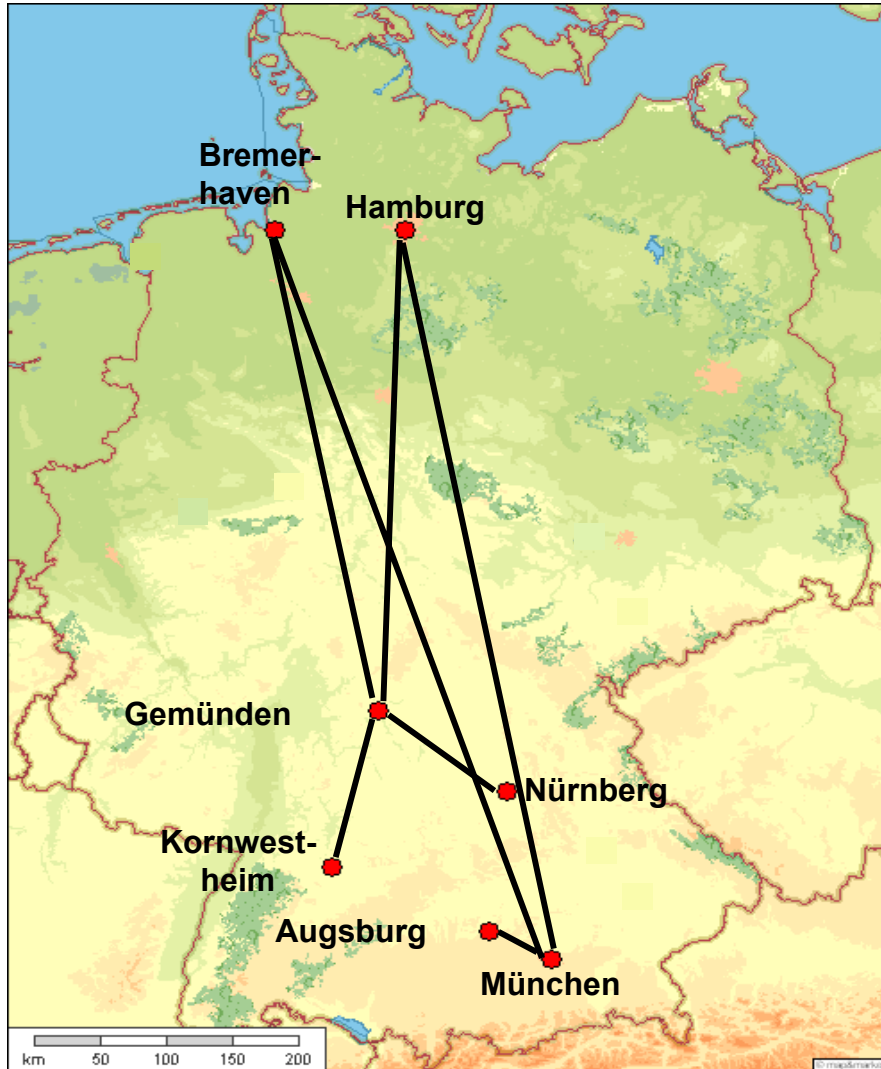 Bremer-
haven
Hamburg
Gemünden
Nürnberg
Kornwest-
heim
Augsburg
München
km 50 100 150 200